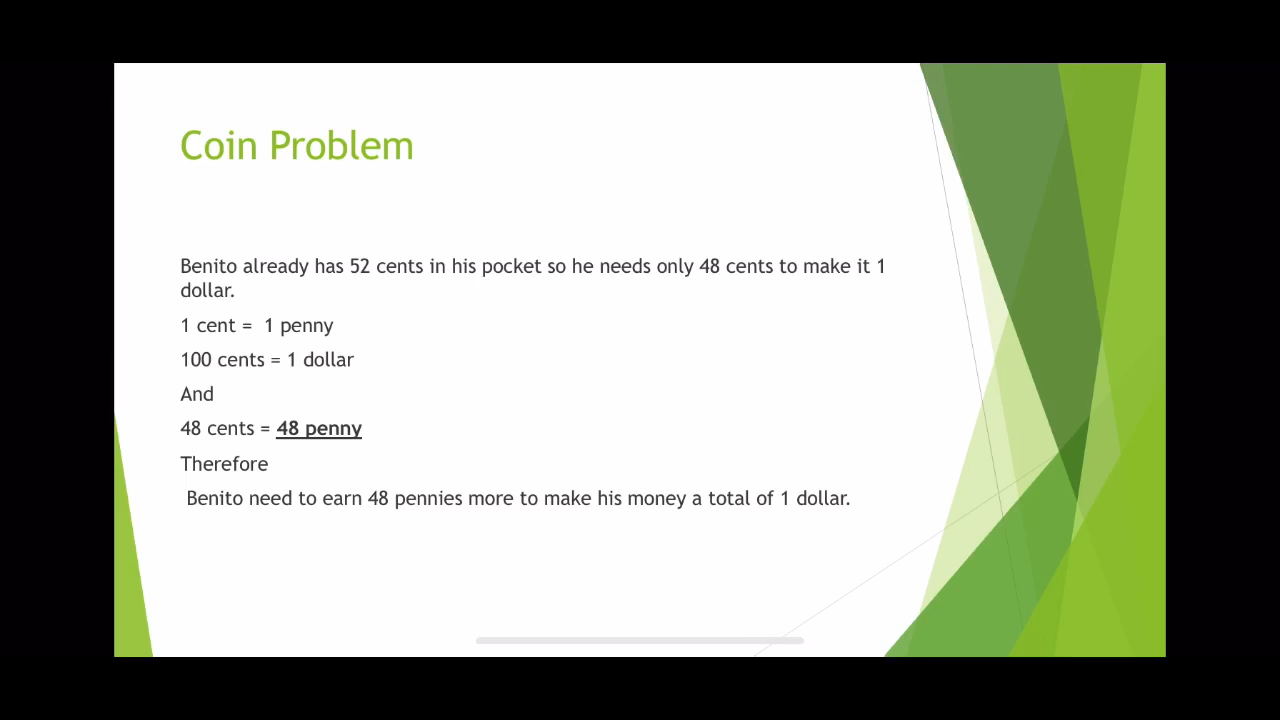 Coin Problem
Benito already has 52 cents in his pocket so he needs only 48 cents to make it 1
dollar.
1 cent =  1 penny
100 cents = 1 dollar
And
48 cents = 48 penny
Therefore
Benito need to earn 48 pennies more to make his money a total of 1 dollar.